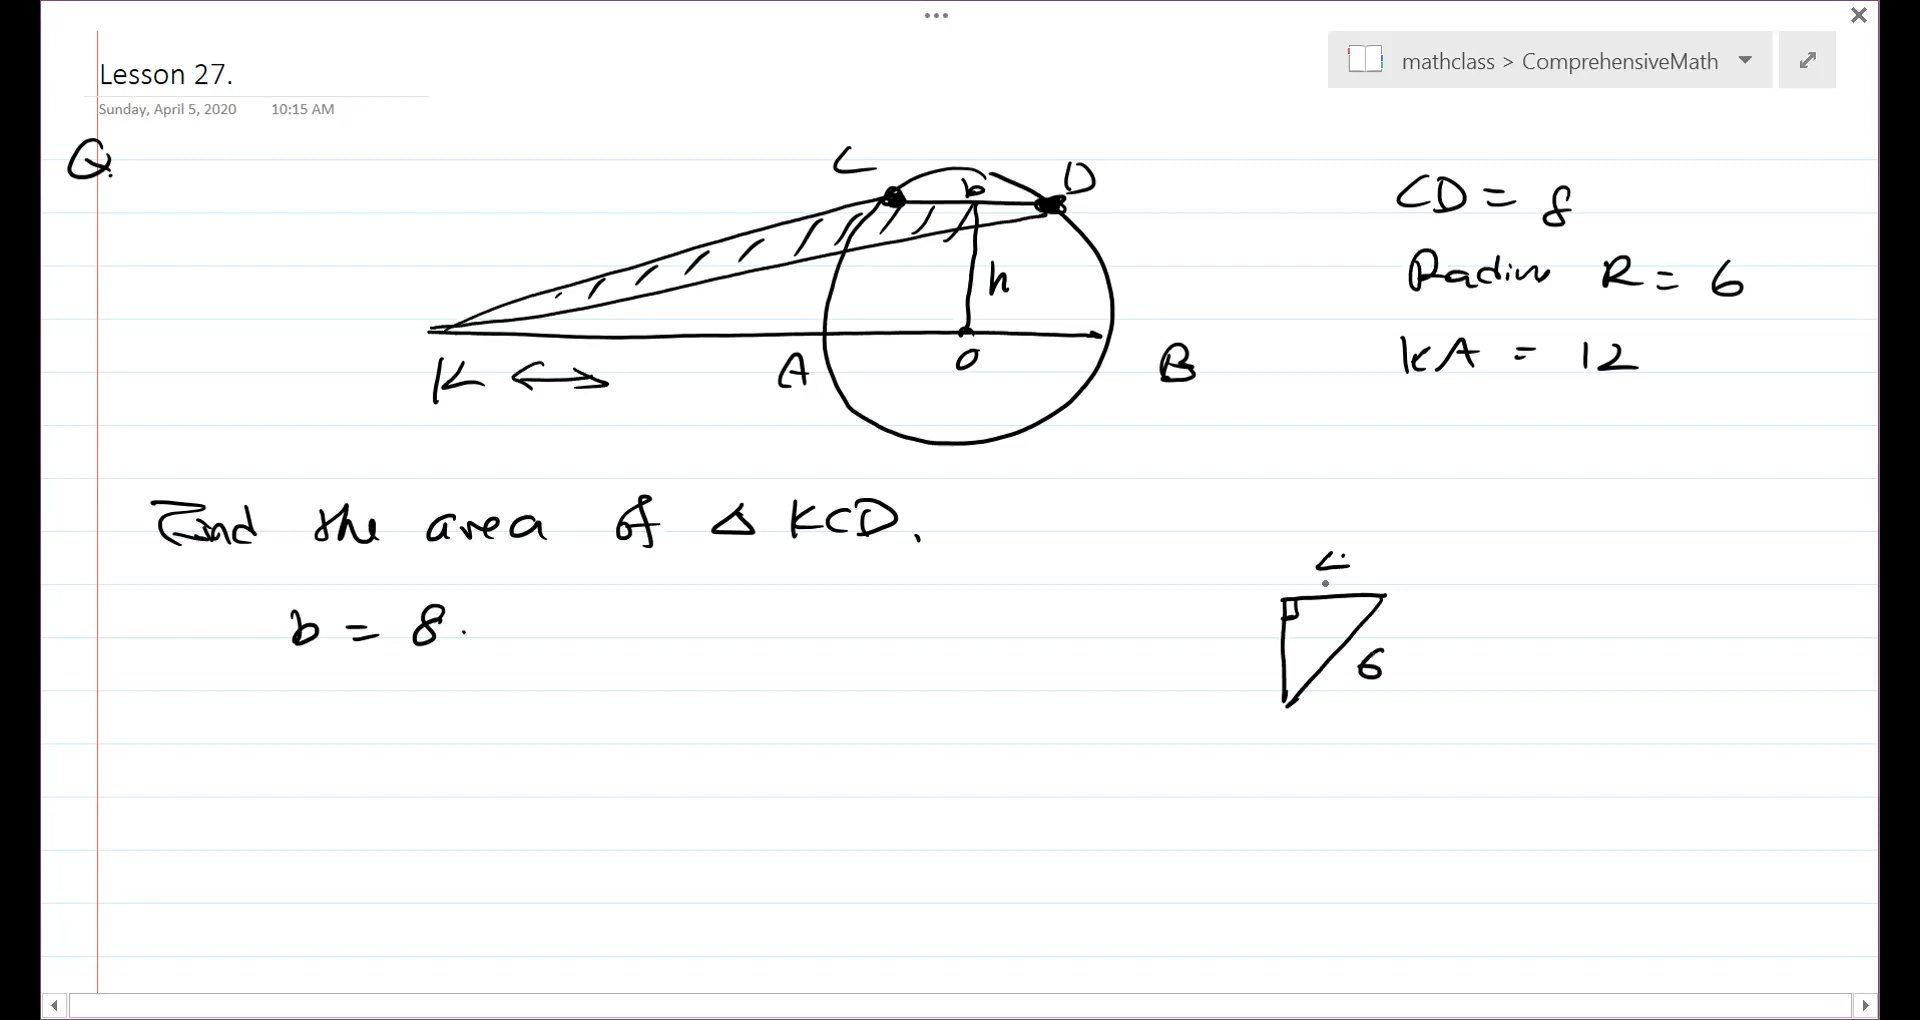 Lesson 27.
mathclass > ComprehensiveMath
Sunday, April 5, 2020 10:15 AM
Q.
C
b
D
h
K
A
O
B
CD = 8
Radius R = 6
KA = 12
Find the area of △ KCD.
b = 8.
6